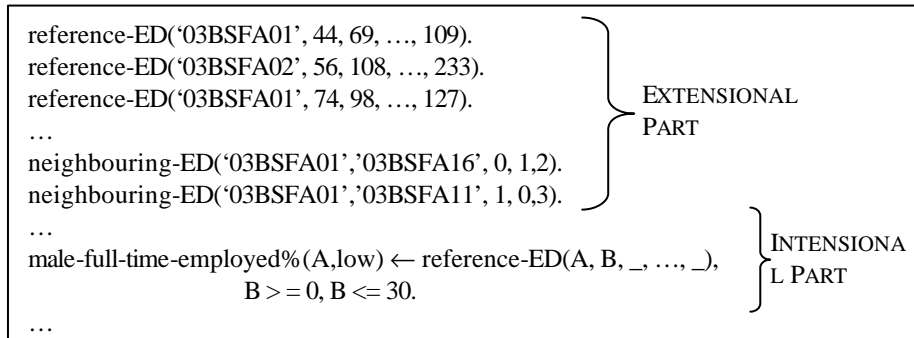 reference-ED(‘03BSFA01’, 44, 69, …, 109).
reference-ED(‘03BSFA02’, 56, 108, …, 233).
reference-ED(‘03BSFA01’, 74, 98, …, 127).
…
neighbouring-ED(‘03BSFA01’,’03BSFA16’, 0, 1,2).
neighbouring-ED(‘03BSFA01’,’03BSFA11’, 1, 0,3).
…
EXTENSIONAL
PART
male-full-time-employed%(A,low) ← reference-ED(A, B, _, …, _),
B > = 0, B <= 30.
…
INTENSIONA
L PART